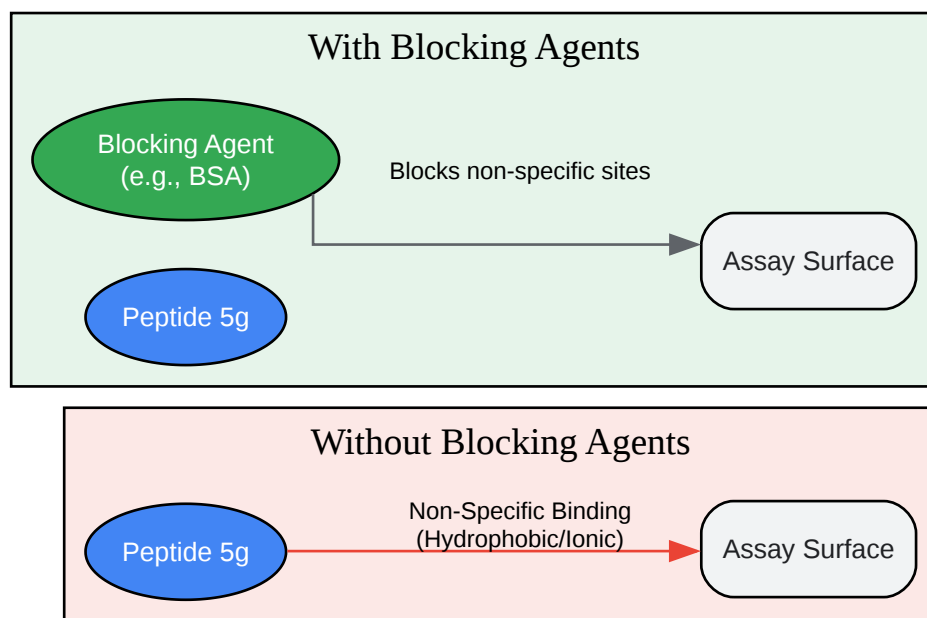 With Blocking Agents
Blocking Agent
(e.g., BSA)
Blocks non-specific sites
Assay Surface
Peptide 5g
Without Blocking Agents
Non-Specific Binding
(Hydrophobic/Ionic)
Peptide 5g
Assay Surface